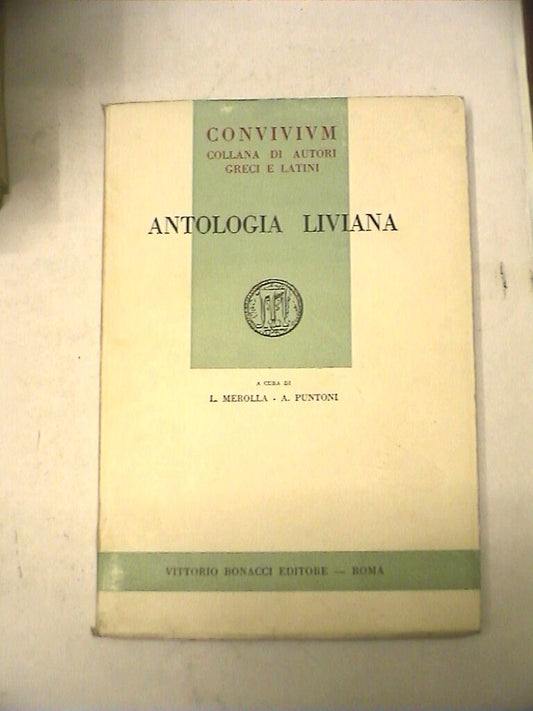 CONVIVIVM
COLLANA DI AUTORI
GRECI E LATINI
ANTOLOGIA LIVIANA
A CURA DI
L. MEROLLA - A. PUNTONI
VITTORIO BONACCI EDITORE — ROMA